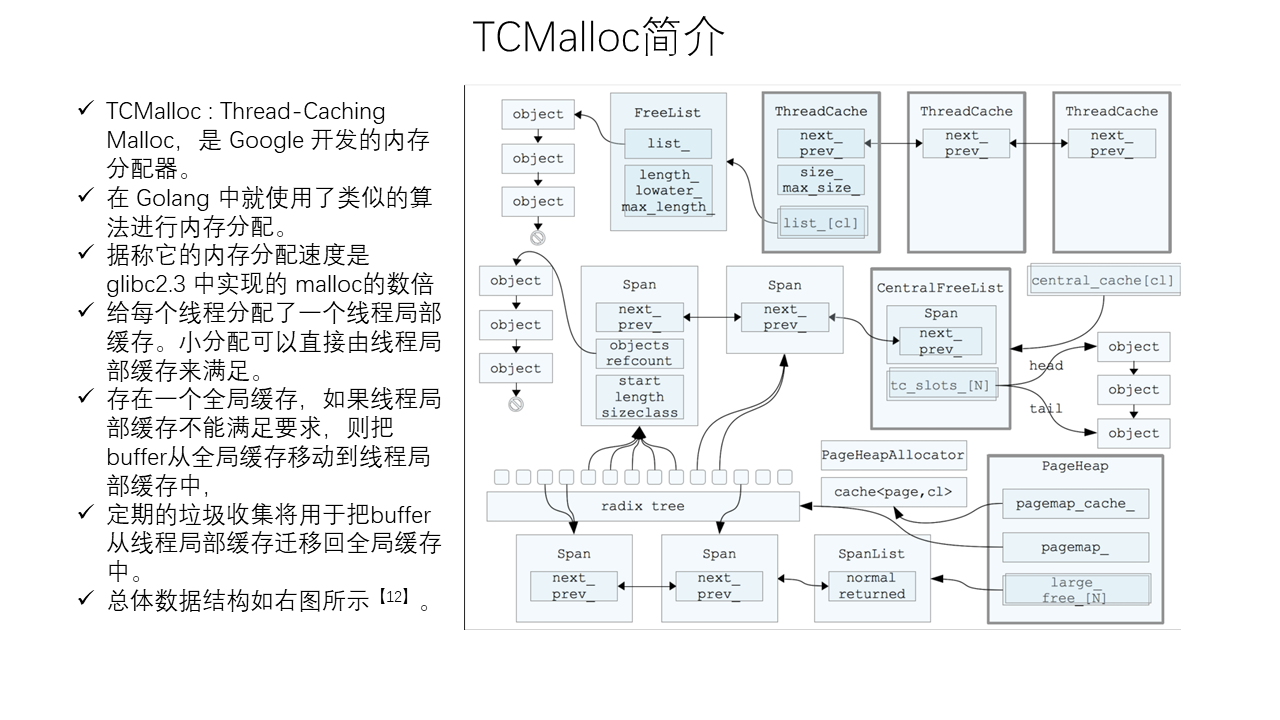 TCMalloc简介
✓ TCMalloc : Thread-Caching
Malloc，是 Google 开发的内存
分配器。
✓ 在 Golang 中就使用了类似的算
法进行内存分配。
✓ 据称它的内存分配速度是
glibc2.3 中实现的 malloc的数倍
✓ 给每个线程分配了一个线程局部
缓存。小分配可以直接由线程局
部缓存来满足。
✓ 存在一个全局缓存，如果线程局
部缓存不能满足要求，则把
buffer从全局缓存移动到线程局
部缓存中，
✓ 定期的垃圾收集将用于把buffer
从线程局部缓存迁移回全局缓存
中。
✓ 总体数据结构如右图所示【12】。
object
object
object
FreeList
list_
length_
lowater_
max_length_
ThreadCache
next_
prev_
size_
max_size_
list_[cl]
ThreadCache
next_
prev_
ThreadCache
next_
prev_
object
object
object
Span
next_
prev_
objects
refcount
start
length
sizeclass
Span
next_
prev_
CentralFreeList
Span
next_
prev_
tc_slots_[N]
central_cache[cl]
head
tail
object
object
object
radix tree
PageHeapAllocator
cache<page,cl>
PageHeap
pagemap_cache_
pagemap_
large_
free_[N]
Span
next_
prev_
Span
next_
prev_
SpanList
normal
returned